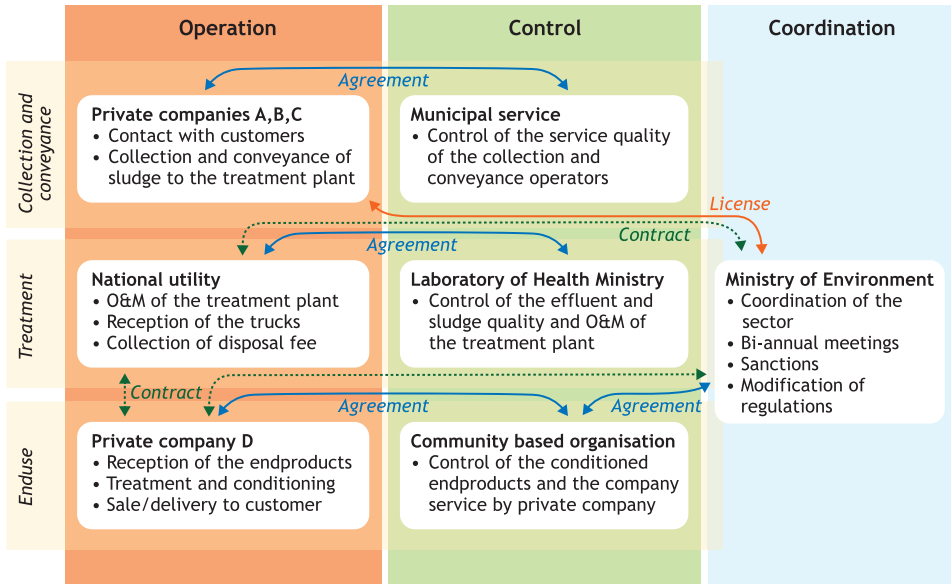 Operation
Control
Coordination
Collection and
conveyance
Agreement
Private companies A,B,C
• Contact with customers
• Collection and conveyance of
sludge to the treatment plant
Municipal service
• Control of the service quality
of the collection and
conveyance operators
License
Contract
Treatment
Agreement
National utility
• O&M of the treatment plant
• Reception of the trucks
• Collection of disposal fee
Laboratory of Health Ministry
• Control of the effluent and
sludge quality and O&M of
the treatment plant
Ministry of Environment
• Coordination of the
sector
• Bi-annual meetings
• Sanctions
• Modification of
regulations
Contract
Enduse
Agreement
Agreement
Private company D
• Reception of the endproducts
• Treatment and conditioning
• Sale/delivery to customer
Community based organisation
• Control of the conditioned
endproducts and the company
service by private company